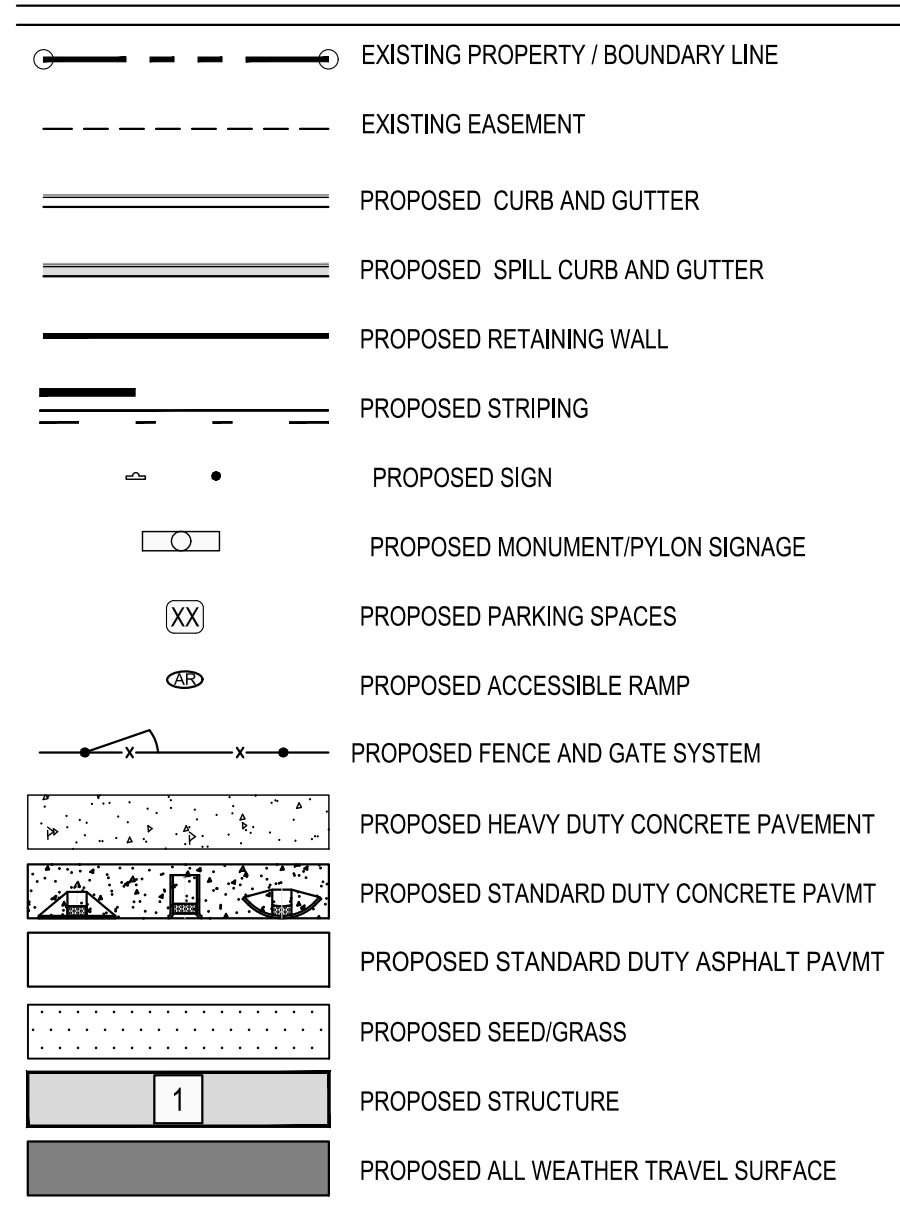 EXISTING PROPERTY / BOUNDARY LINE
EXISTING EASEMENT
PROPOSED CURB AND GUTTER
PROPOSED SPILL CURB AND GUTTER
PROPOSED RETAINING WALL
PROPOSED STRIPING
PROPOSED SIGN
PROPOSED MONUMENT/PYLON SIGNAGE
XX PROPOSED PARKING SPACES
AR PROPOSED ACCESSIBLE RAMP
x x PROPOSED FENCE AND GATE SYSTEM
PROPOSED HEAVY DUTY CONCRETE PAVEMENT
PROPOSED STANDARD DUTY CONCRETE PAVMT
PROPOSED STANDARD DUTY ASPHALT PAVMT
PROPOSED SEED/GRASS
1 PROPOSED STRUCTURE
PROPOSED ALL WEATHER TRAVEL SURFACE